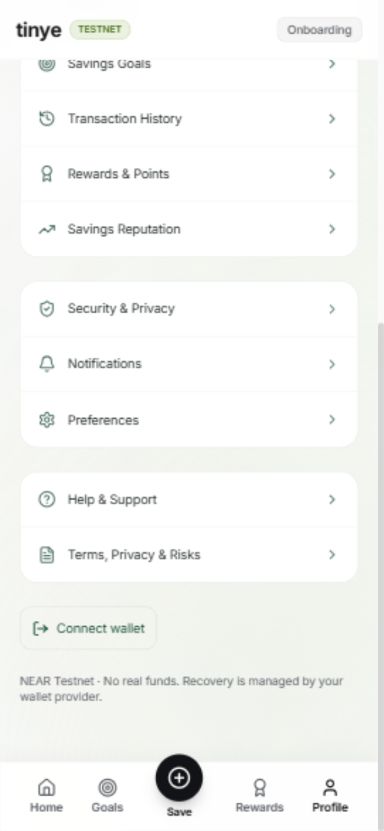 tinye TESTNET Onboarding
Savings Goals
Transaction History
Rewards & Points
Savings Reputation
Security & Privacy
Notifications
Preferences
Help & Support
Terms, Privacy & Risks
Connect wallet
NEAR Testnet · No real funds. Recovery is managed by your
wallet provider.
Home Goals Save Rewards Profile